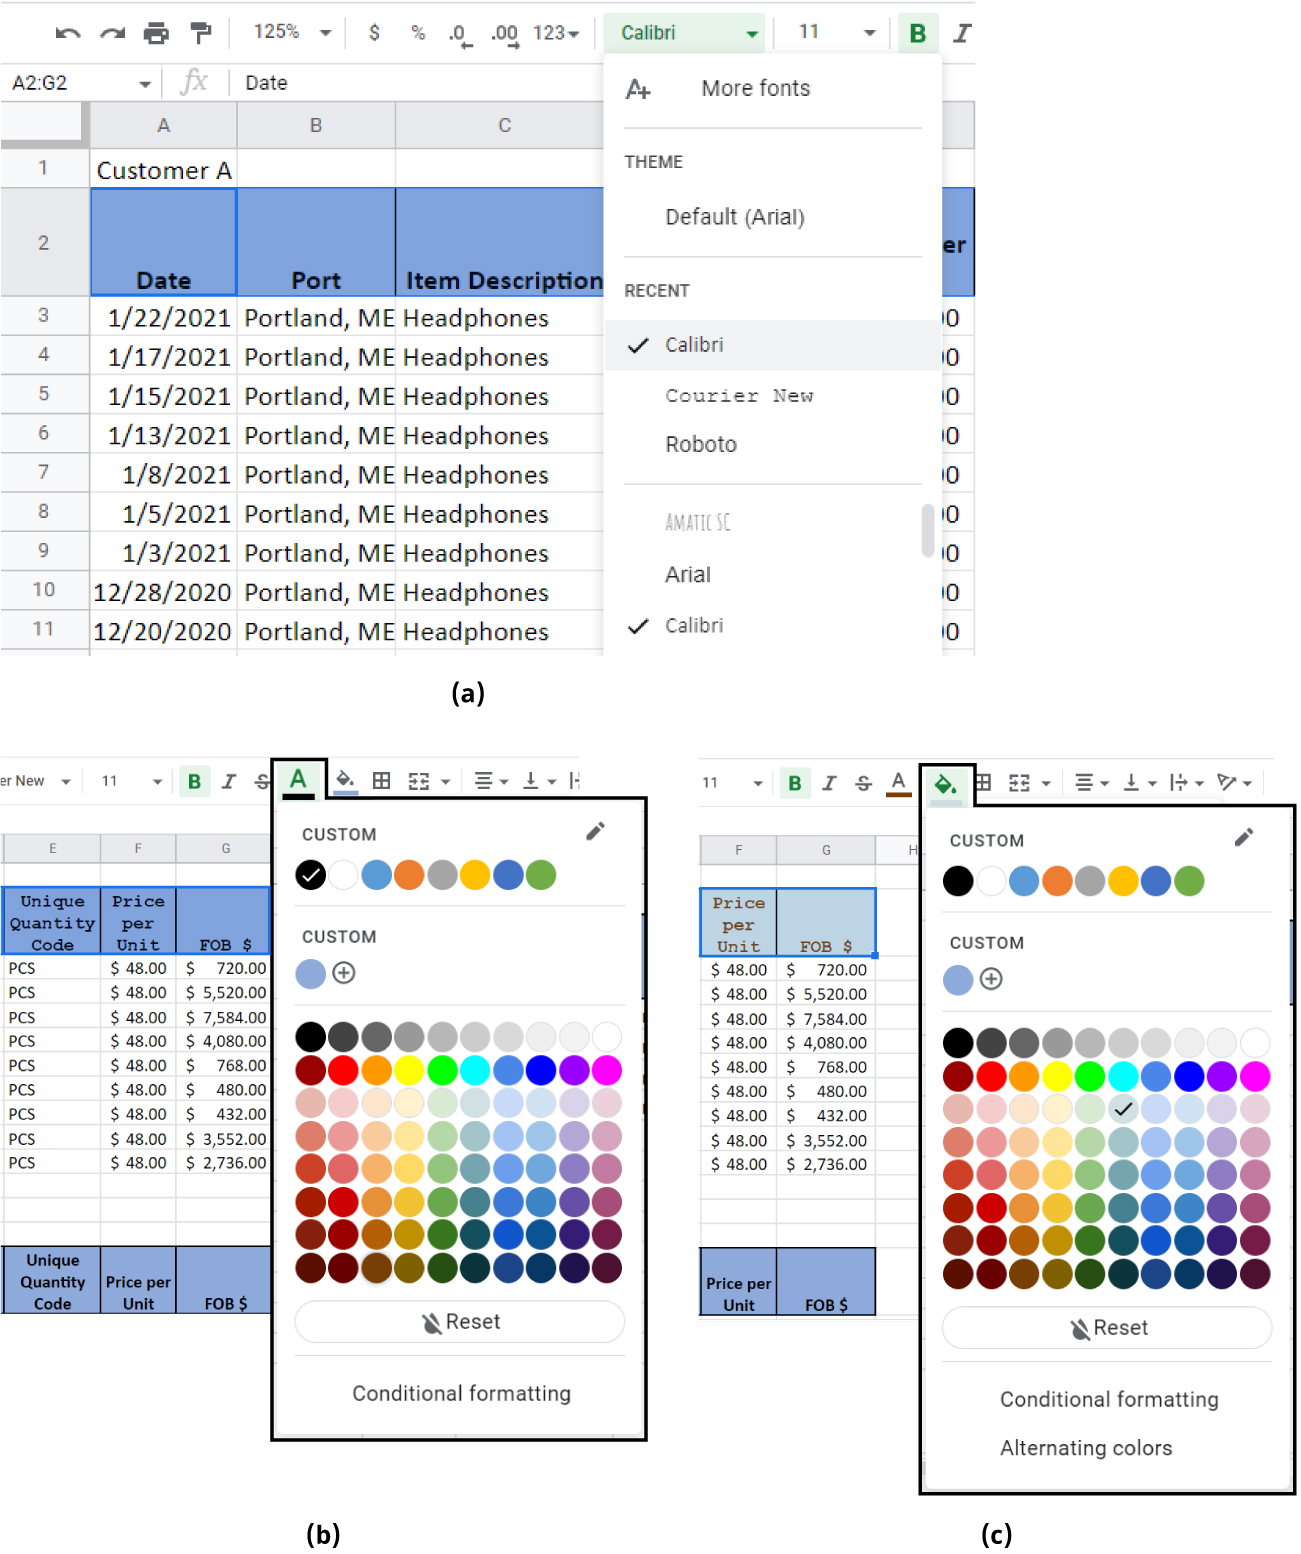 125% $ % .0 .00 123 Calibri 11 B I
A2:G2 fx Date
A+ More fonts
A B C
THEME
1 Customer A
Default (Arial)
2 Date Port Item Description er
RECENT
3 1/22/2021 Portland, ME Headphones 00
Calibri
4 1/17/2021 Portland, ME Headphones 00
5 1/15/2021 Portland, ME Headphones Courier New 00
6 1/13/2021 Portland, ME Headphones Roboto 00
7 1/8/2021 Portland, ME Headphones 00
8 1/5/2021 Portland, ME Headphones Amatic SC 00
9 1/3/2021 Portland, ME Headphones 00
Arial
10 12/28/2020 Portland, ME Headphones 00
11 12/20/2020 Portland, ME Headphones Calibri 00
(a)
er New 11 B I S A
CUSTOM
E F G
Unique Quantity Code
Price per Unit
FOB $
CUSTOM
PCS $ 48.00 $ 720.00
PCS $ 48.00 $ 5,520.00
PCS $ 48.00 $ 7,584.00
PCS $ 48.00 $ 4,080.00
PCS $ 48.00 $ 768.00
PCS $ 48.00 $ 480.00
PCS $ 48.00 $ 432.00
PCS $ 48.00 $ 3,552.00
PCS $ 48.00 $ 2,736.00
Unique
Quantity Price per
Code Unit FOB $
Reset
Conditional formatting
(b)
11 B I S A
CUSTOM
F G H
Price
per
Unit FOB $
CUSTOM
$ 48.00 $ 720.00
$ 48.00 $ 5,520.00
$ 48.00 $ 7,584.00
$ 48.00 $ 4,080.00
$ 48.00 $ 768.00
$ 48.00 $ 480.00
$ 48.00 $ 432.00
$ 48.00 $ 3,552.00
$ 48.00 $ 2,736.00
Price per
Unit FOB $
Reset
Conditional formatting
Alternating colors
(c)